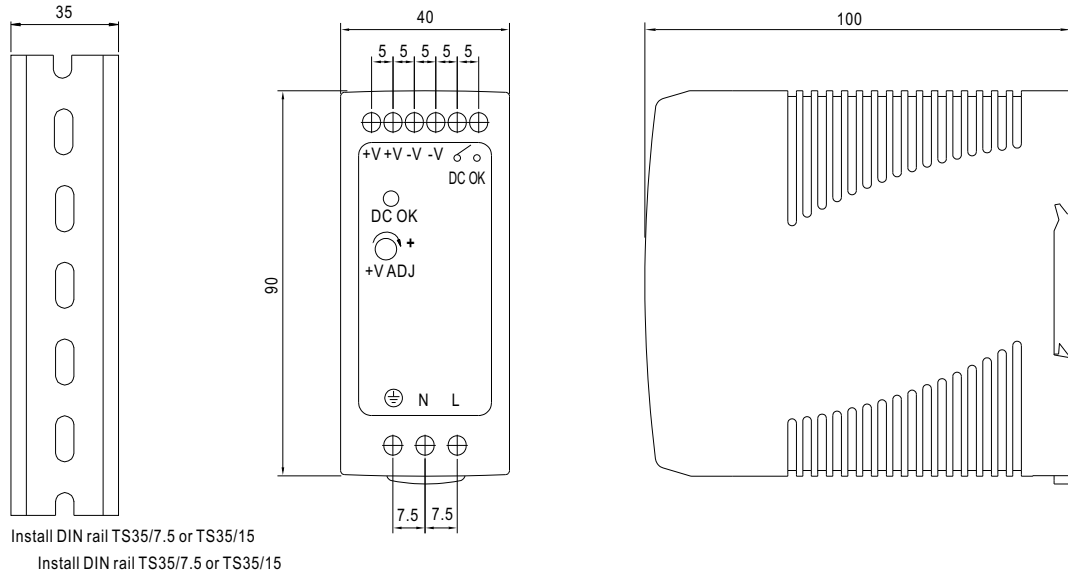 35
40
100
5 5 5 5 5
+V +V -V -V
DC OK
DC OK
+
+V ADJ
90
N L
7.5 7.5
Install DIN rail TS35/7.5 or TS35/15
Install DIN rail TS35/7.5 or TS35/15